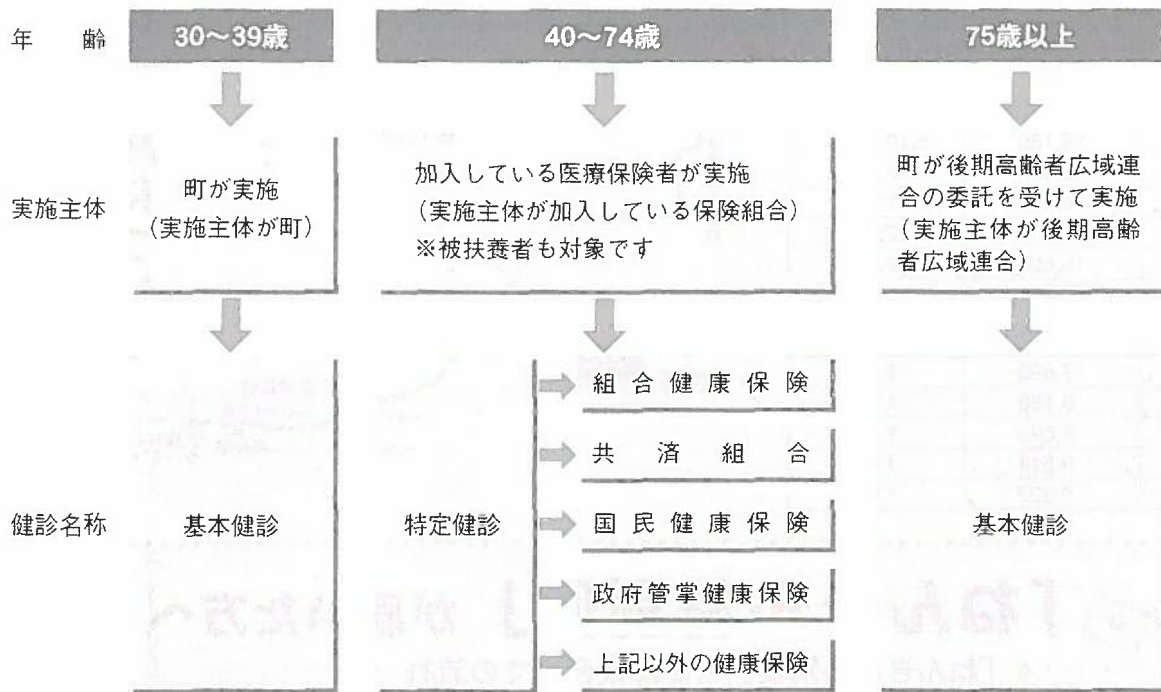 年　齢
30〜39歳
40〜74歳
75歳以上
実施主体
町が実施
（実施主体が町）
加入している医療保険者が実施
（実施主体が加入している保険組合）
※被扶養者も対象です
町が後期高齢者広域連
合の委託を受けて実施
（実施主体が後期高齢
者広域連合）
健診名称
基本健診
特定健診
組合健康保険
共済組合
国民健康保険
政府管掌健康保険
上記以外の健康保険
基本健診